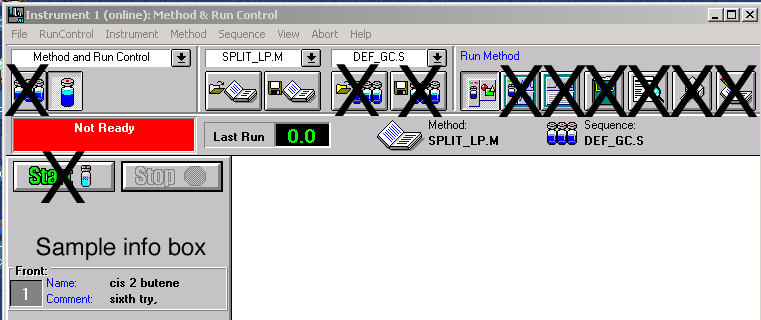 Instrument 1 (online): Method & Run Control
File RunControl Instrument Method Sequence View Abort Help
Method and Run Control SPLIT_LP.M DEF_GC.S Run Method
Not Ready
Last Run 0.0
Method:
SPLIT_LP.M
Sequence:
DEF_GC.S
Start Stop
Sample info box
Front:
1
Name: cis 2 butene
Comment: sixth try,